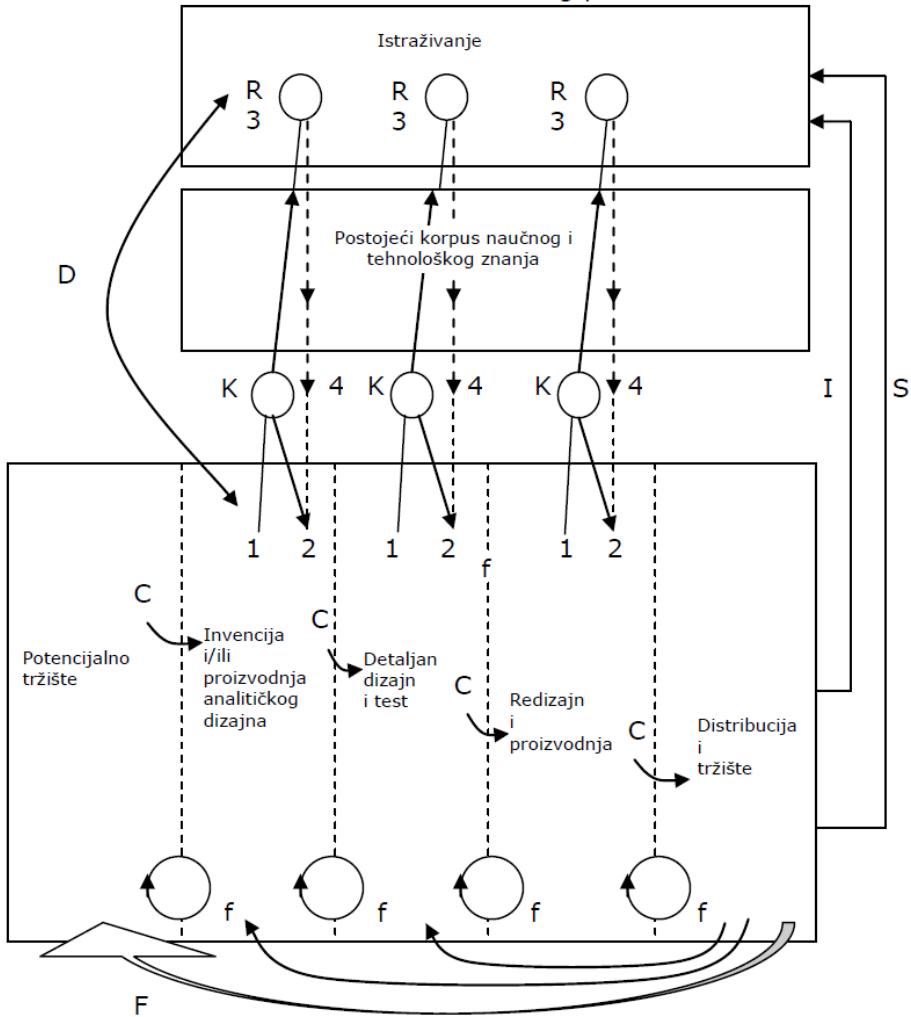 Istraživanje
R
3
R
3
R
3
Postojeći korpus naučnog i
tehnološkog znanja
D
K
4
K
4
K
4
I
S
1
2
1
2
1
2
f
C
C
C
C
Potencijalno
tržište
Invencija
i/ili
proizvodnja
analitičkog
dizajna
Detaljan
dizajn
i test
Redizajn
i
proizvodnja
Distribucija
i
tržište
f
f
f
f
F